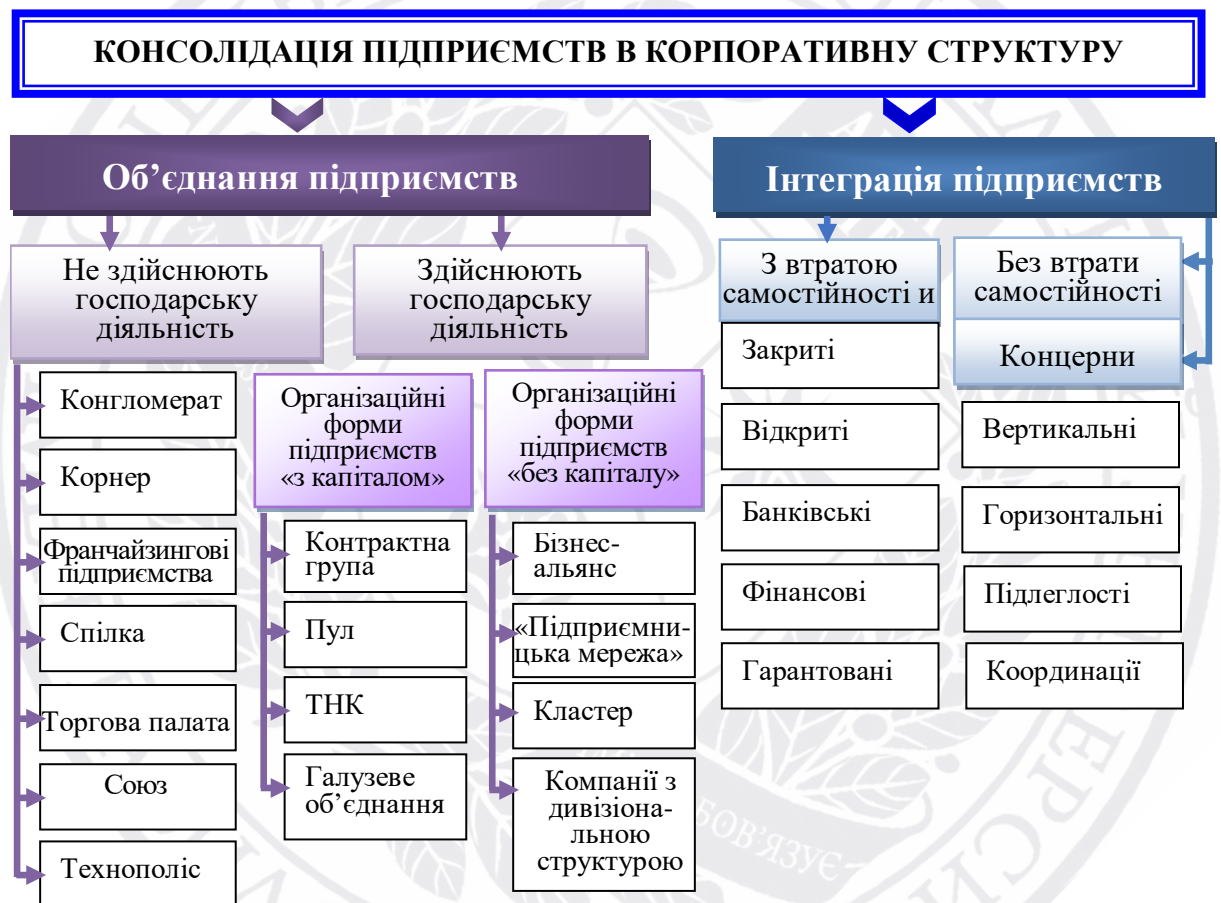 КОНСОЛІДАЦІЯ ПІДПРИЄМСТВ В КОРПОРАТИВНУ СТРУКТУРУ
Об’єднання підприємств
Не здійснюють
господарську
діяльність
Здійснюють
господарську
діяльність
Конгломерат
Корнер
Франчайзингові
підприємства
Спілка
Торгова палата
Союз
Технополіс
Організаційні
форми
підприємств
«з капіталом»
Контрактна
група
Пул
ТНК
Галузеве
об’єднання
Організаційні
форми
підприємств
«без капіталу»
Бізнес-
альянс
«Підприємни-
цька мережа»
Кластер
Компанії з
дивізіона-
льною
структурою
Інтеграція підприємств
З втратою
самостійності и
Закриті
Відкриті
Банківські
Фінансові
Гарантовані
Без втрати
самостійності
Концерни
Вертикальні
Горизонтальні
Підлеглості
Координації